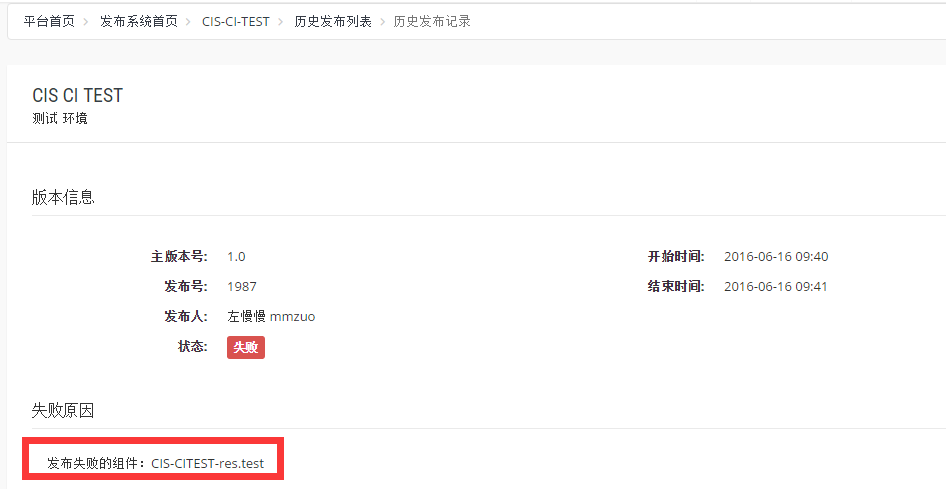 平台首页 > 发布系统首页 > CIS-CI-TEST > 历史发布列表 > 历史发布记录
CIS CI TEST
测试 环境
版本信息
主版本号: 1.0
开始时间: 2016-06-16 09:40
发布号: 1987
结束时间: 2016-06-16 09:41
发布人: 左慢慢 mmzuo
状态: 失败
失败原因
发布失败的组件：CIS-CITEST-res.test